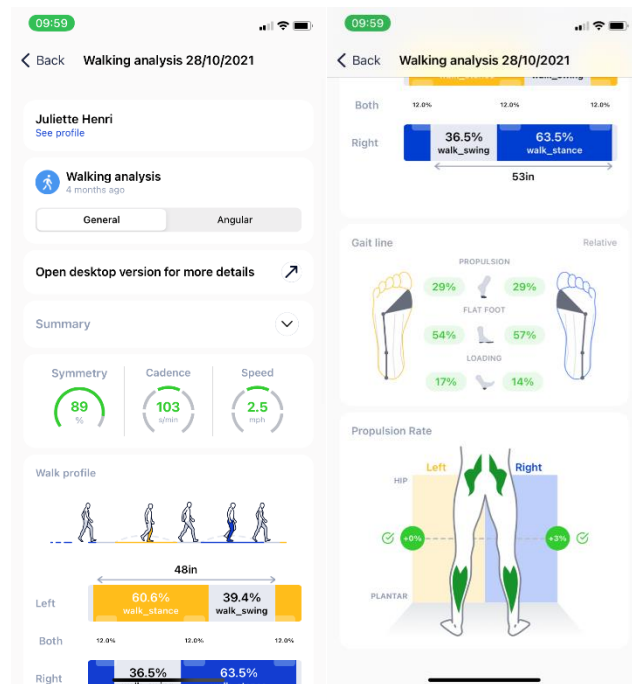 09:59
Back Walking analysis 28/10/2021
Juliette Henri
See profile
Walking analysis
4 months ago
General Angular
Open desktop version for more details
Summary
Symmetry Cadence Speed
89 103 2.5
% s/min mph
Walk profile
48in
Left 60.6% 39.4%
walk_stance walk_swing
Both 12.0% 12.0% 12.0%
Right 36.5% 63.5%
09:59
Back Walking analysis 28/10/2021
walk_stance walk_swing
Both 12.0% 12.0% 12.0%
Right 36.5% 63.5%
walk_swing walk_stance
53in
Gait line Relative
PROPULSION
29% 29%
FLAT FOOT
54% 57%
LOADING
17% 14%
Propulsion Rate
Left Right
HIP
+6% +3%
PLANTAR